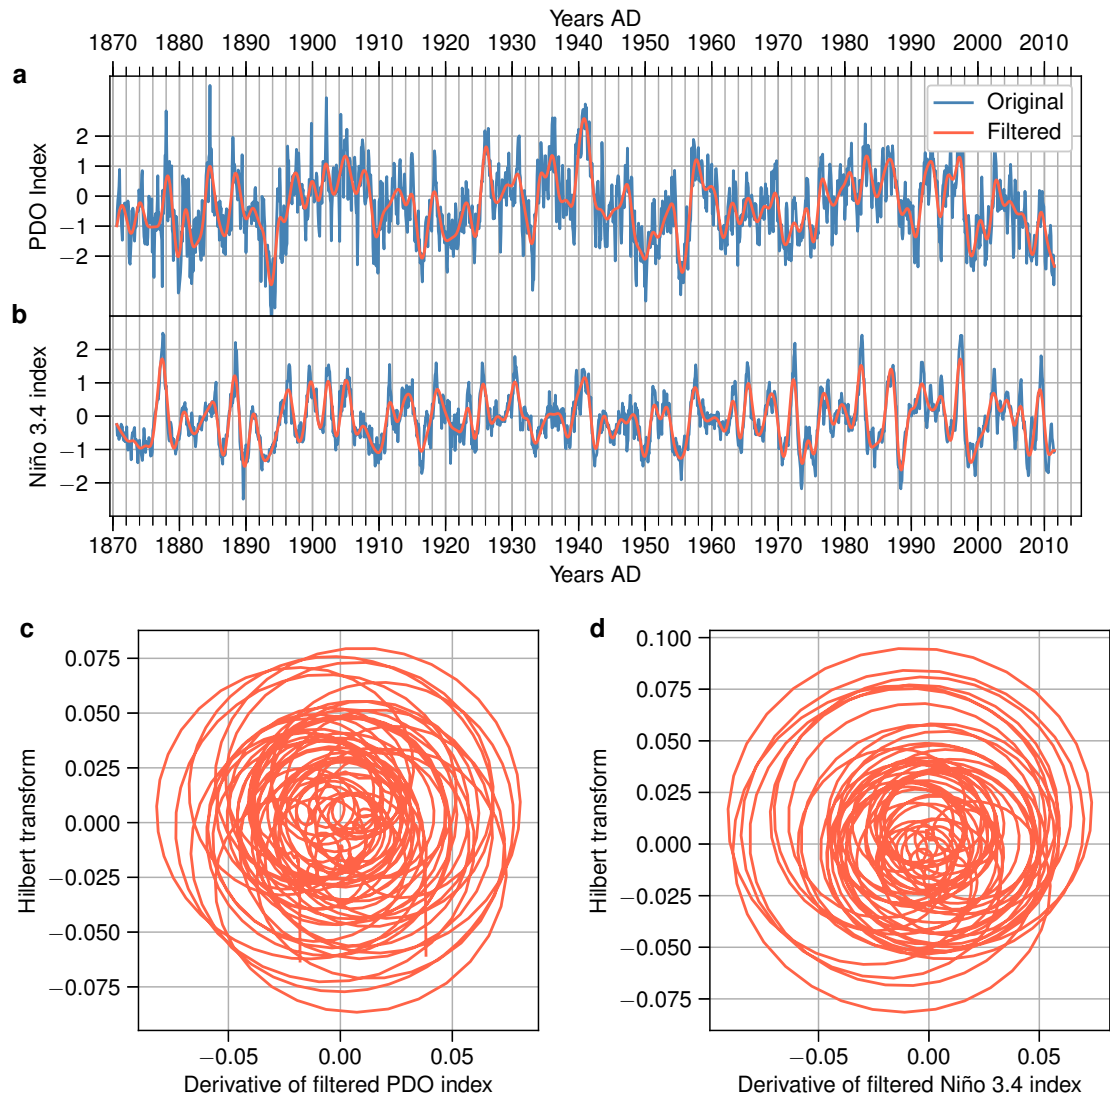 Years AD
1870 1880 1890 1900 1910 1920 1930 1940 1950 1960 1970 1980 1990 2000 2010
a
Original
Filtered
2
1
0
−1
−2
PDO Index
b
2
1
0
−1
−2
Niño 3.4 index
1870 1880 1890 1900 1910 1920 1930 1940 1950 1960 1970 1980 1990 2000 2010
Years AD
c
0.075
0.050
0.025
0.000
−0.025
−0.050
−0.075
Hilbert transform
−0.05 0.00 0.05
Derivative of filtered PDO index
d
0.100
0.075
0.050
0.025
0.000
−0.025
−0.050
−0.075
Hilbert transform
−0.05 0.00 0.05
Derivative of filtered Niño 3.4 index